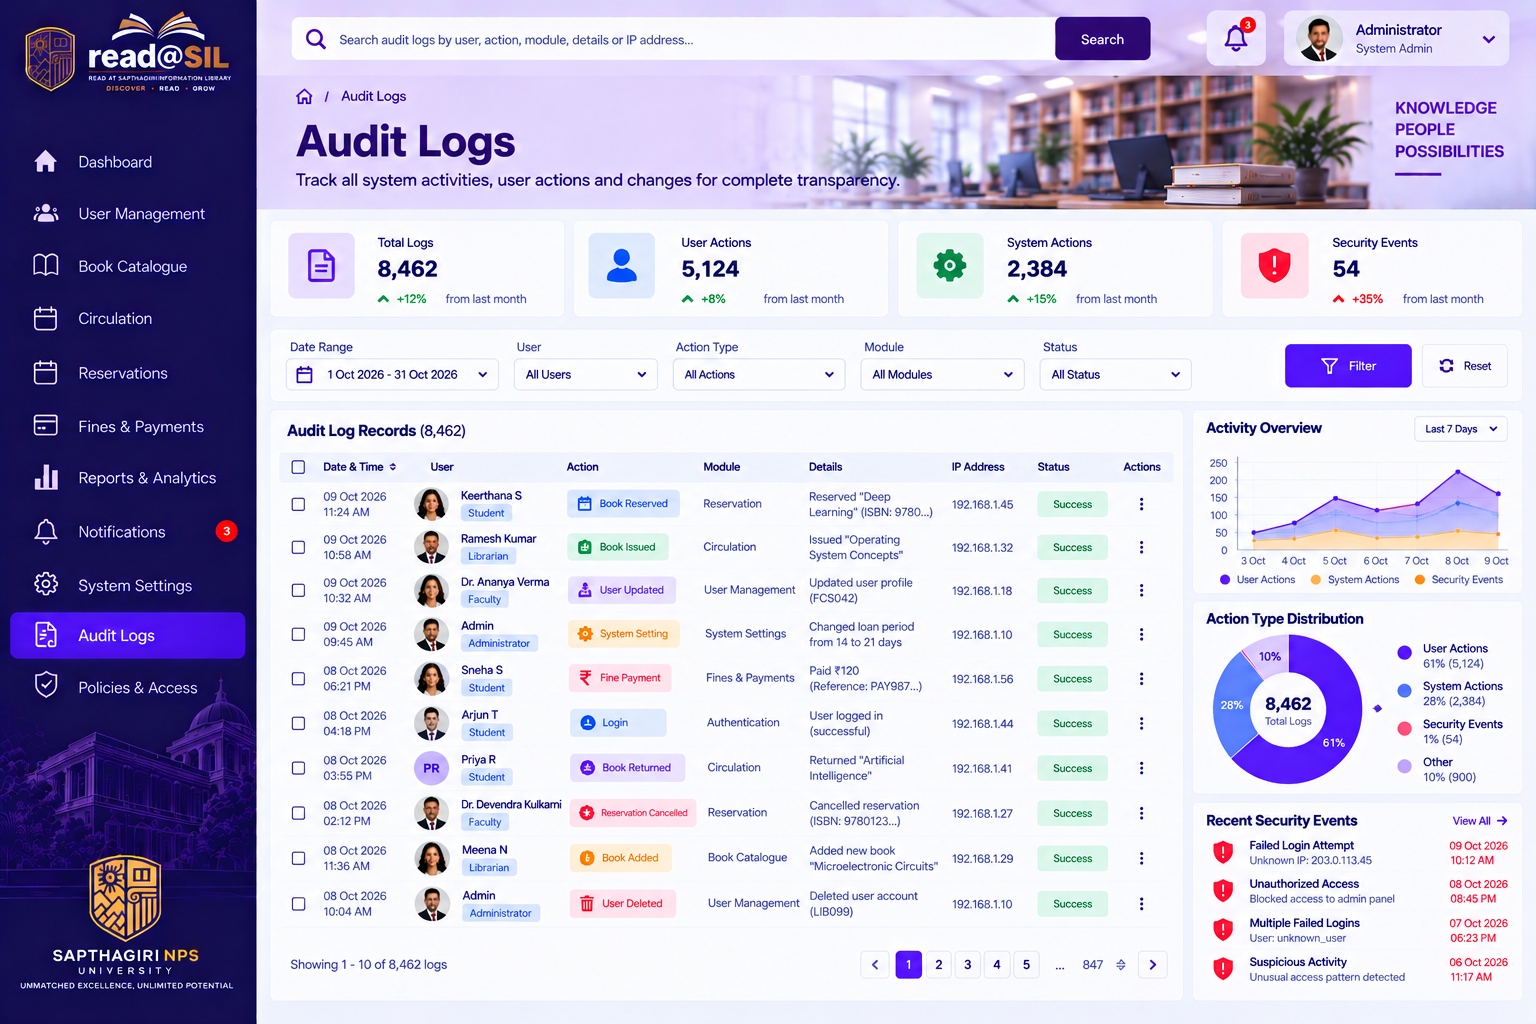 read@SIL
READ AT SAPTHAGIRI INFORMATION LIBRARY
DISCOVER • READ • GROW
Dashboard
User Management
Book Catalogue
Circulation
Reservations
Fines & Payments
Reports & Analytics
Notifications
3
System Settings
Audit Logs
Policies & Access
SAPTHAGIRI NPS
UNIVERSITY
UNMATCHED EXCELLENCE, UNLIMITED POTENTIAL
Search audit logs by user, action, module, details or IP address...
Search
3
Administrator
System Admin
/ Audit Logs
Audit Logs
Track all system activities, user actions and changes for complete transparency.
KNOWLEDGE
PEOPLE
POSSIBILITIES
Total Logs
8,462
+12% from last month
User Actions
5,124
+8% from last month
System Actions
2,384
+15% from last month
Security Events
54
+35% from last month
Date Range
1 Oct 2026 - 31 Oct 2026
User
All Users
Action Type
All Actions
Module
All Modules
Status
All Status
Filter
Reset
Audit Log Records (8,462)
Date & Time User Action Module Details IP Address Status Actions
09 Oct 2026 Keerthana S Book Reserved Reservation Reserved "Deep 192.168.1.45 Success
11:24 AM Student Learning" (ISBN: 9780...)
09 Oct 2026 Ramesh Kumar Book Issued Circulation Issued "Operating 192.168.1.32 Success
10:58 AM Librarian System Concepts"
09 Oct 2026 Dr. Ananya Verma User Updated User Management Updated user profile 192.168.1.18 Success
10:32 AM Faculty (FCS042)
09 Oct 2026 Admin System Setting System Settings Changed loan period 192.168.1.10 Success
09:45 AM Administrator from 14 to 21 days
08 Oct 2026 Sneha S Fine Payment Fines & Payments Paid ₹120 192.168.1.56 Success
06:21 PM Student (Reference: PAY987...)
08 Oct 2026 Arjun T Login Authentication User logged in 192.168.1.44 Success
04:18 PM Student (successful)
08 Oct 2026 PR Priya R Book Returned Circulation Returned "Artificial 192.168.1.41 Success
03:55 PM Student Intelligence"
08 Oct 2026 Dr. Devendra Kulkarni Reservation Cancelled Reservation Cancelled reservation 192.168.1.27 Success
02:12 PM Faculty (ISBN: 9780123...)
08 Oct 2026 Meena N Book Added Book Catalogue Added new book 192.168.1.29 Success
11:36 AM Librarian "Microelectronic Circuits"
08 Oct 2026 Admin User Deleted User Management Deleted user account 192.168.1.10 Success
10:04 AM Administrator (LIB099)
Showing 1 - 10 of 8,462 logs
1 2 3 4 5 ... 847
Activity Overview
Last 7 Days
250
200
150
100
50
0
3 Oct 4 Oct 5 Oct 6 Oct 7 Oct 8 Oct 9 Oct
User Actions System Actions Security Events
Action Type Distribution
10%
28%
61%
8,462
Total Logs
User Actions
61% (5,124)
System Actions
28% (2,384)
Security Events
1% (54)
Other
10% (900)
Recent Security Events
View All
Failed Login Attempt 09 Oct 2026
Unknown IP: 203.0.113.45 10:12 AM
Unauthorized Access 08 Oct 2026
Blocked access to admin panel 08:45 PM
Multiple Failed Logins 07 Oct 2026
User: unknown_user 06:23 PM
Suspicious Activity 06 Oct 2026
Unusual access pattern detected 11:17 AM